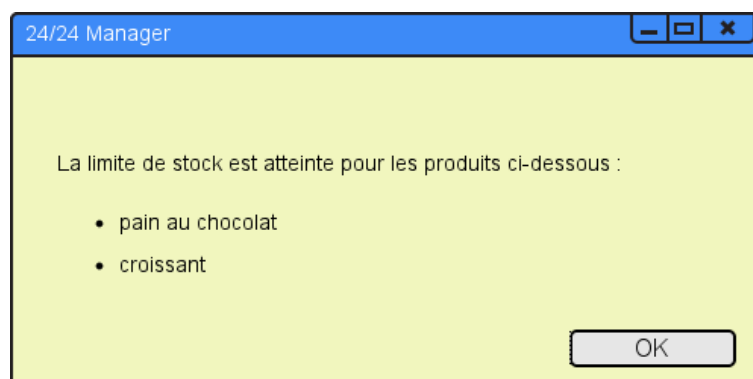 24/24 Manager
La limite de stock est atteinte pour les produits ci-dessous :
• pain au chocolat
• croissant
OK